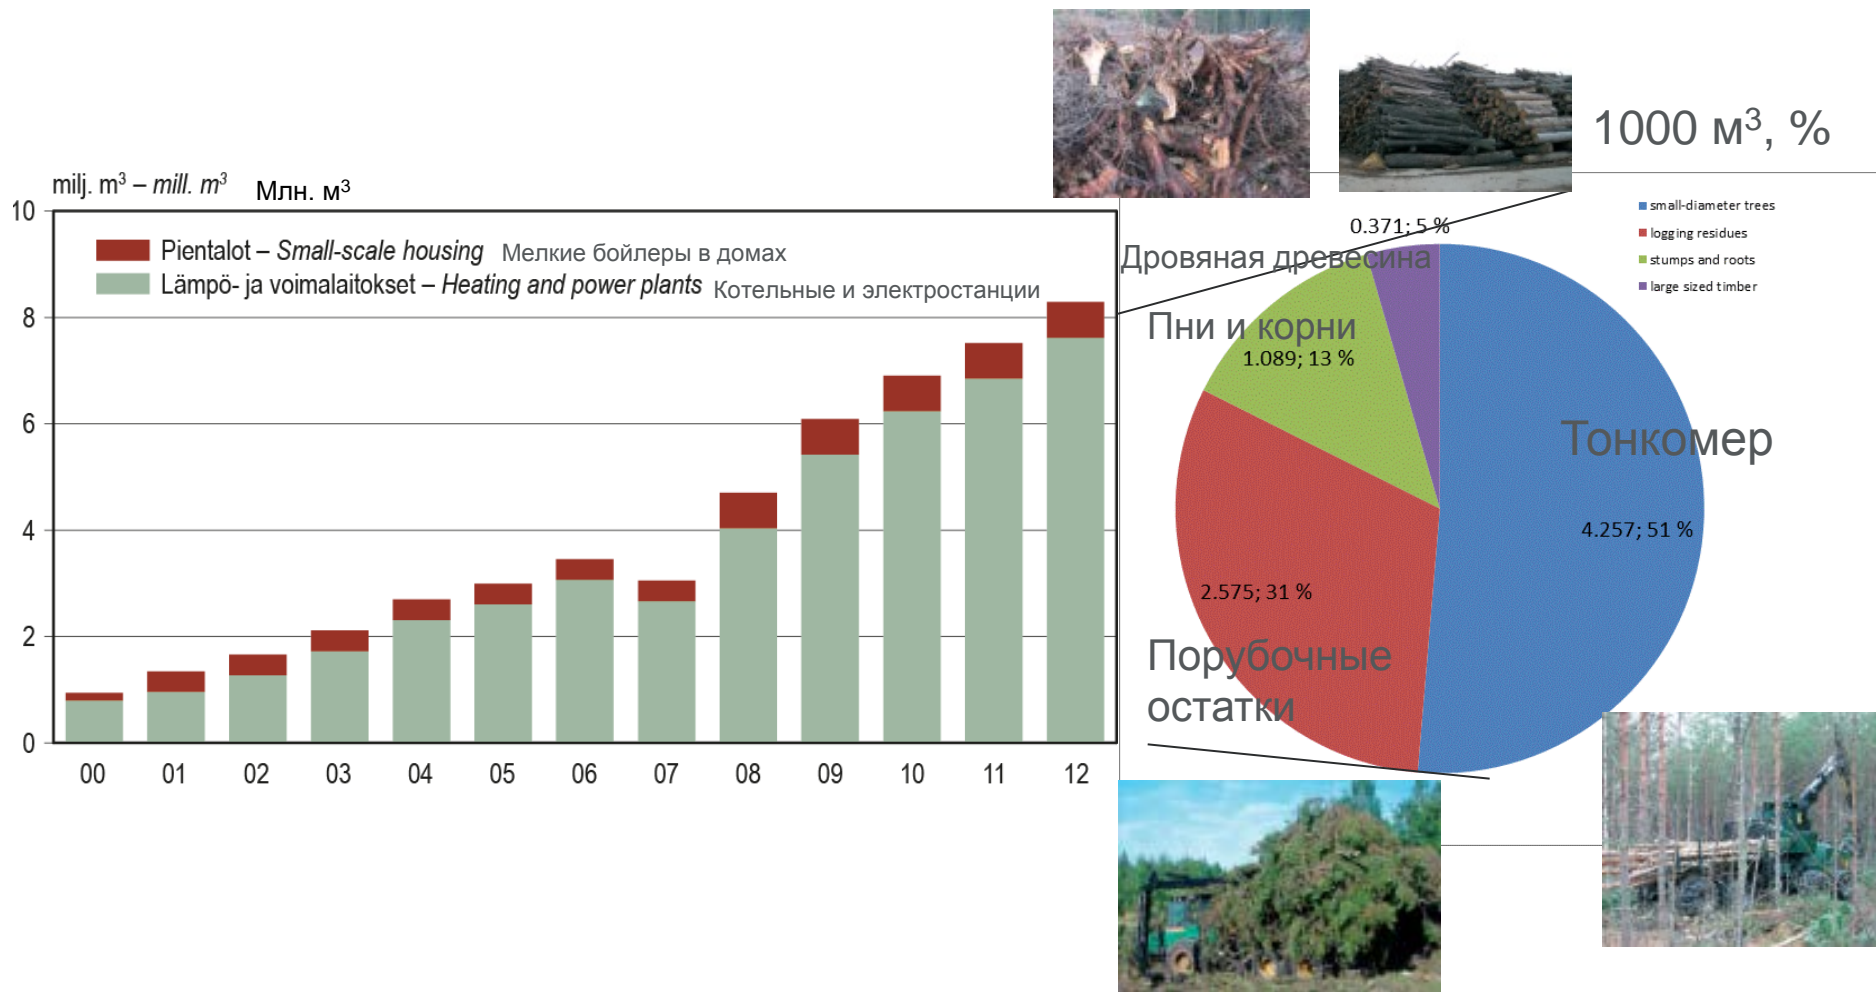 1000 м³, %
milj. m³ – mill. m³ Млн. м³
10
8
6
4
2
0
Pientalot – Small-scale housing Мелкие бойлеры в домах
Lämpö- ja voimalaitokset – Heating and power plants Котельные и электростанции
00 01 02 03 04 05 06 07 08 09 10 11 12
small-diameter trees
logging residues
stumps and roots
large sized timber
0.371; 5 %
Дровяная древесина
Пни и корни
1.089; 13 %
Тонкомер
4.257; 51 %
2.575; 31 %
Порубочные
остатки